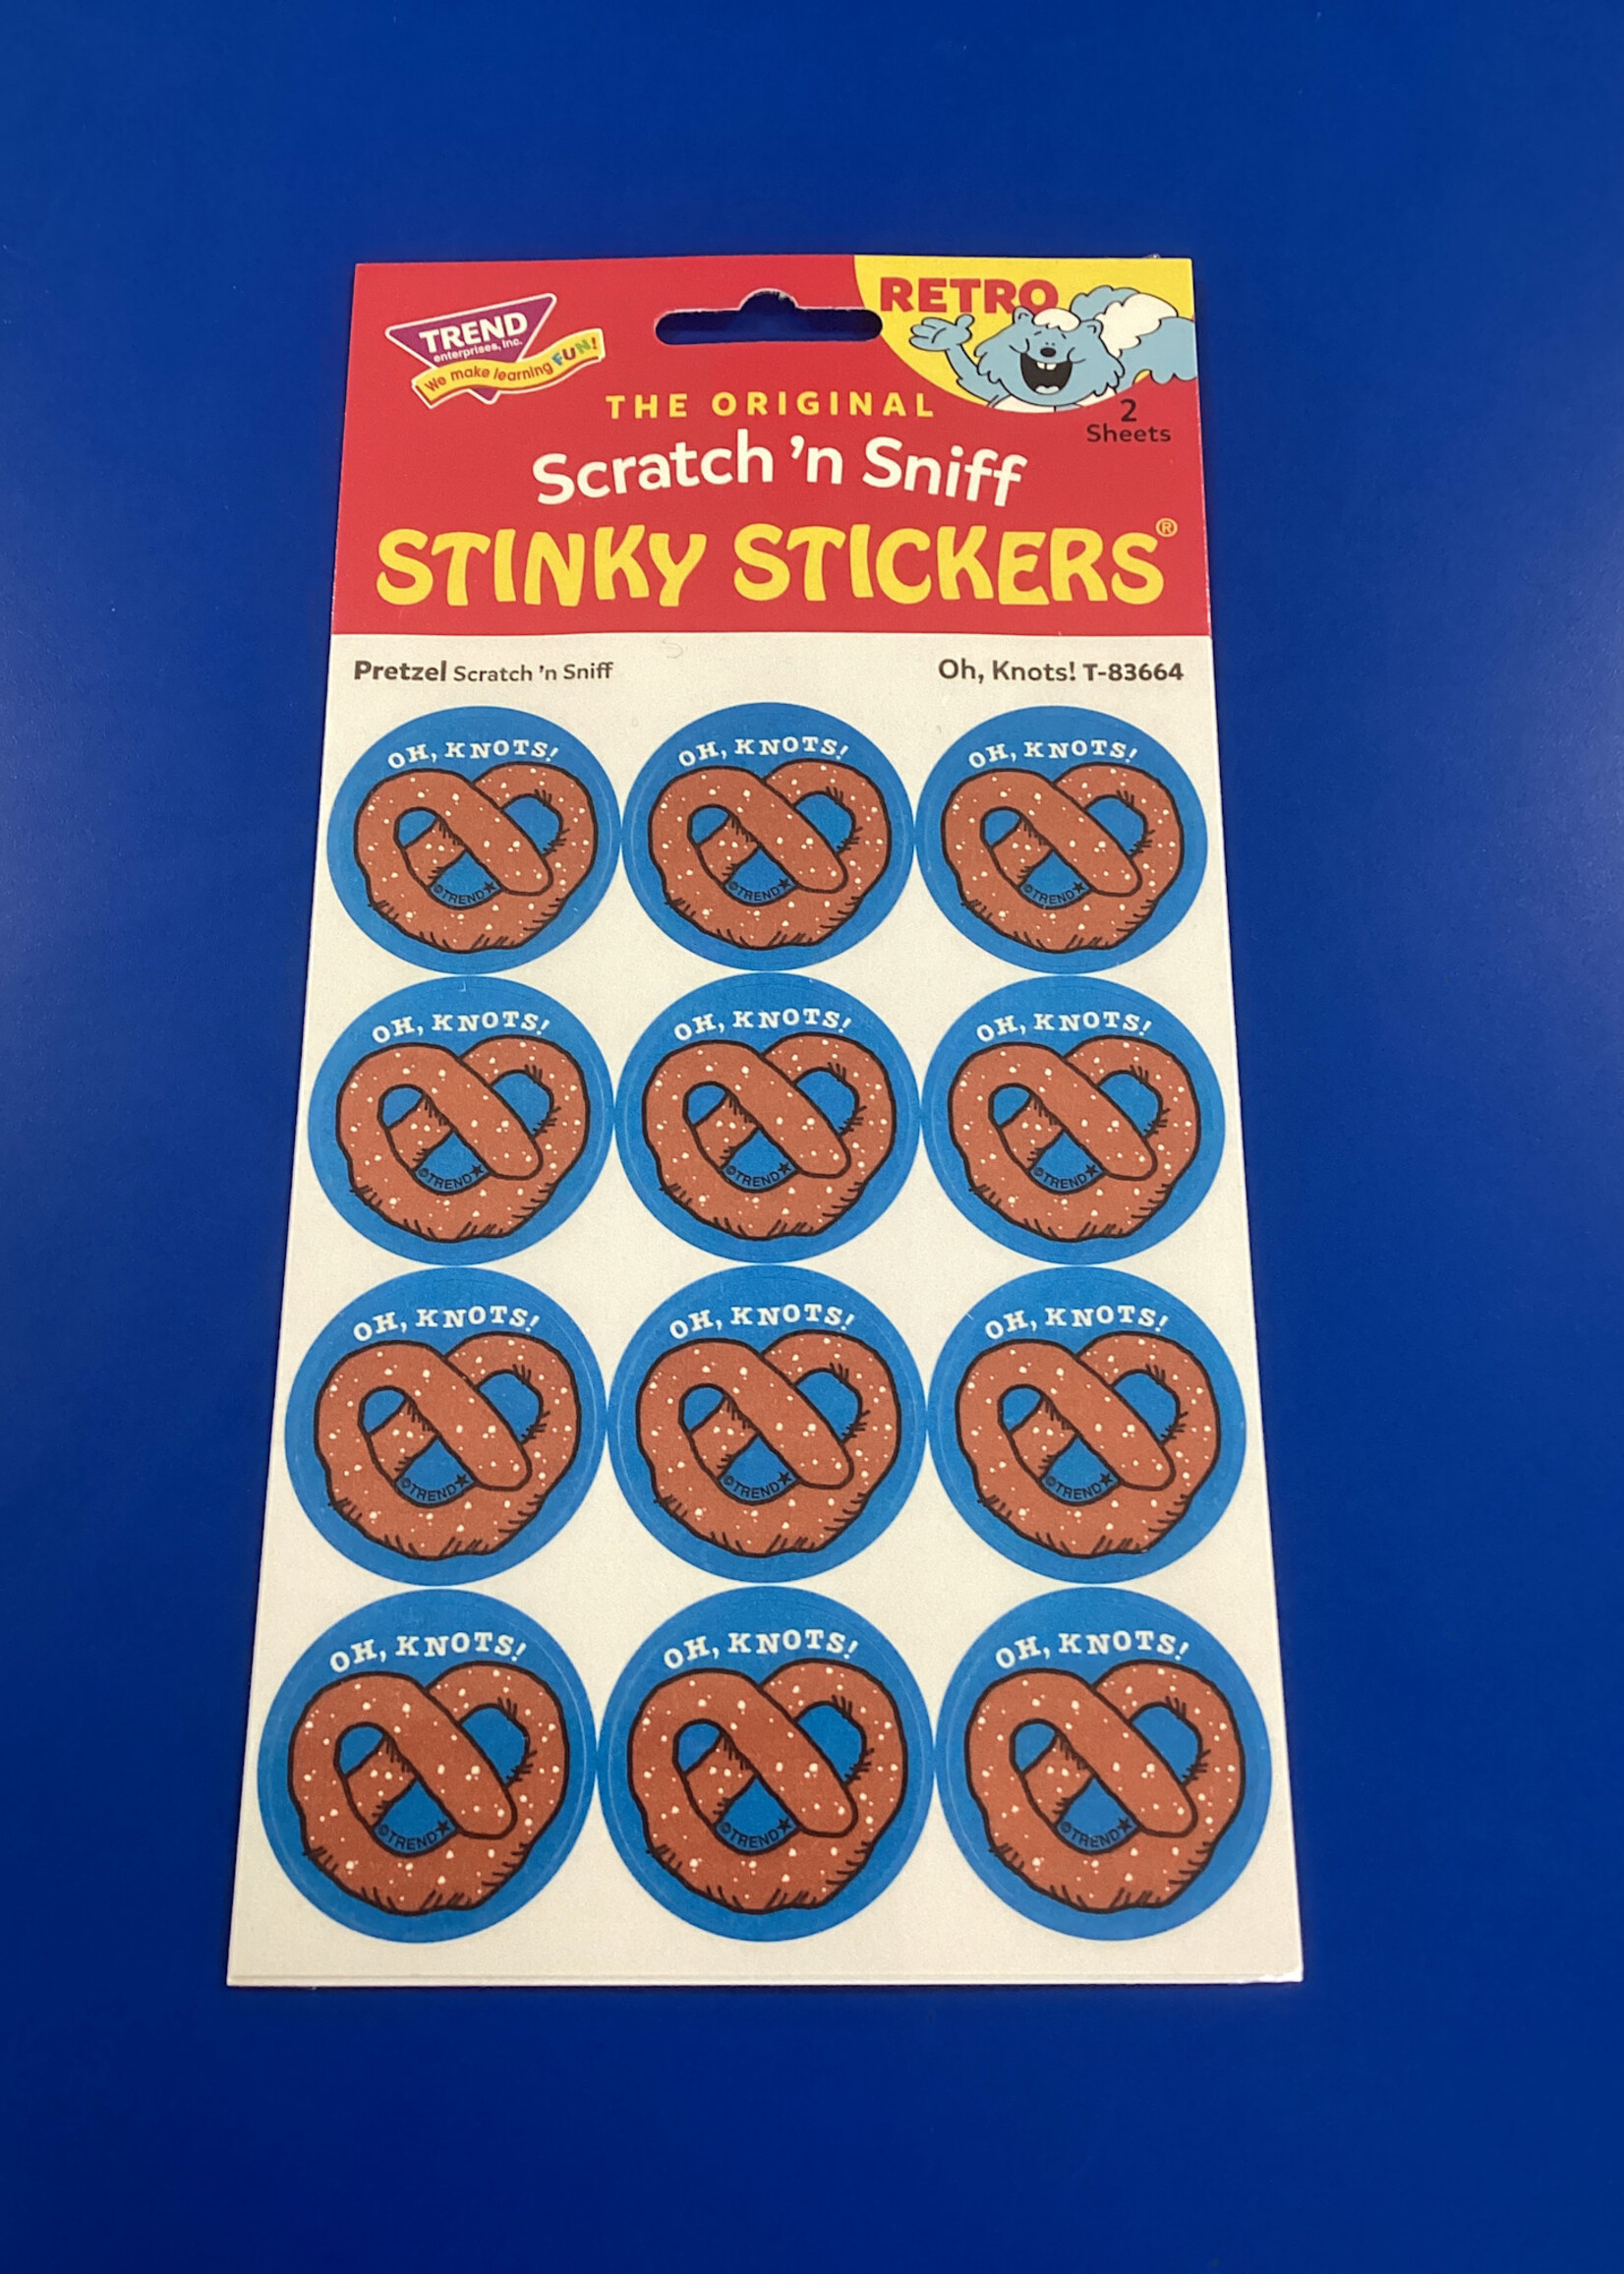 TREND
enterprises, Inc.
We make learning FUN!
RETRO
2
Sheets
THE ORIGINAL
Scratch 'n Sniff
STINKY STICKERS®
Pretzel Scratch 'n Sniff
Oh, Knots! T-83664
OH, KNOTS!
©TREND★
OH, KNOTS!
©TREND★
OH, KNOTS!
©TREND★
OH, KNOTS!
©TREND★
OH, KNOTS!
©TREND★
OH, KNOTS!
©TREND★
OH, KNOTS!
©TREND★
OH, KNOTS!
©TREND★
OH, KNOTS!
©TREND★
OH, KNOTS!
©TREND★
OH, KNOTS!
©TREND★
OH, KNOTS!
©TREND★